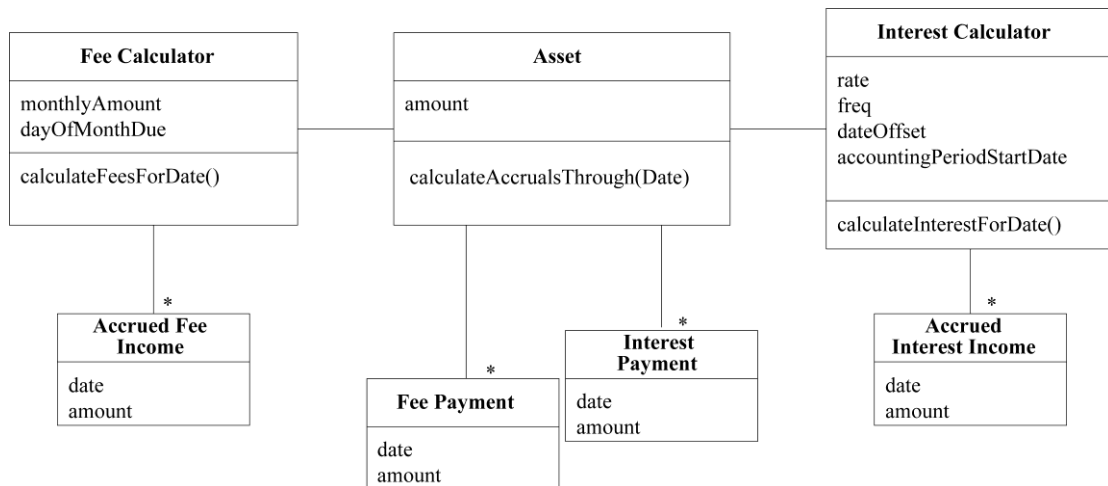 Fee Calculator
monthlyAmount
dayOfMonthDue
calculateFeesForDate()
Asset
amount
calculateAccrualsThrough(Date)
Interest Calculator
rate
freq
dateOffset
accountingPeriodStartDate
calculateInterestForDate()
*
Accrued Fee
Income
date
amount
*
Fee Payment
date
amount
*
Interest
Payment
date
amount
*
Accrued
Interest Income
date
amount